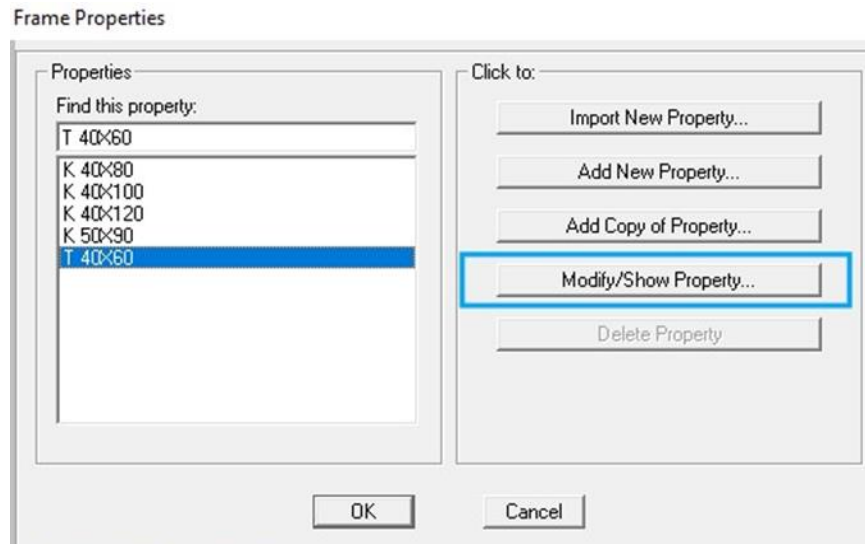 Frame Properties
Properties
Find this property:
T 40X60
K 40X80
K 40X100
K 40X120
K 50X90
T 40X60
Click to:
Import New Property...
Add New Property...
Add Copy of Property...
Modify/Show Property...
Delete Property
OK
Cancel